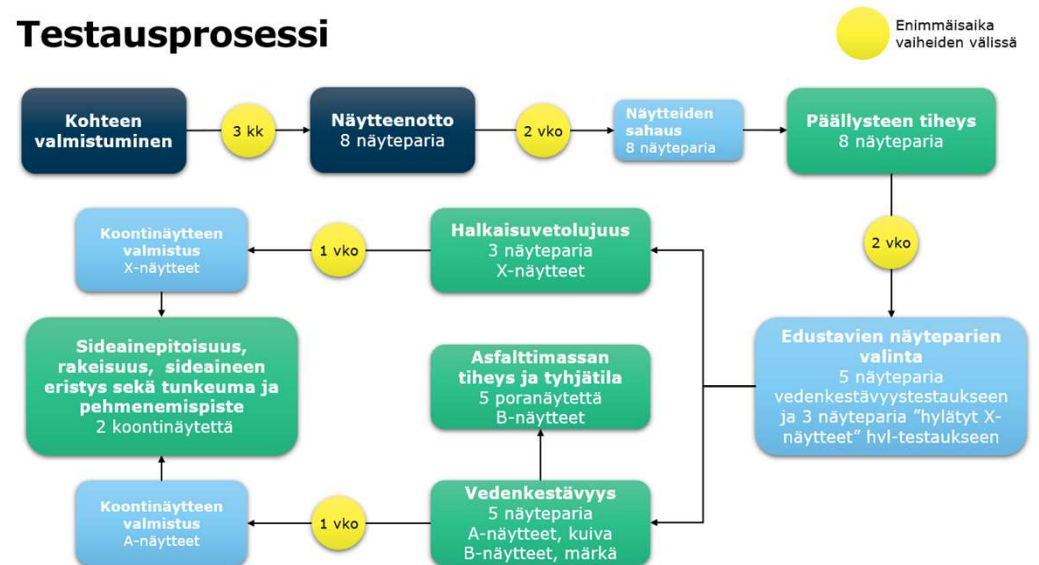 Testausprosessi
Enimmäisaika
vaiheiden välissä
Kohteen
valmistuminen
3 kk
Näytteenotto
8 näyteparia
2 vko
Näytteiden
sahaus
8 näyteparia
Päällysteen tiheys
8 näyteparia
2 vko
Koontinäytteen
valmistus
X-näytteet
1 vko
Halkaisuvetolujuus
3 näyteparia
X-näytteet
Sideainepitoisuus,
rakeisuus, sideaineen
eristys sekä tunkeuma ja
pehmenemispiste
2 koontinäytettä
Asfalttimassan
tiheys ja tyhjätila
5 poranäytettä
B-näytteet
Edustavien näyteparien
valinta
5 näyteparia
vedenkestävyystestaukseen
ja 3 näyteparia ”hylätyt X-
näytteet” hvl-testaukseen
Koontinäytteen
valmistus
A-näytteet
1 vko
Vedenkestävyys
5 näyteparia
A-näytteet, kuiva
B-näytteet, märkä